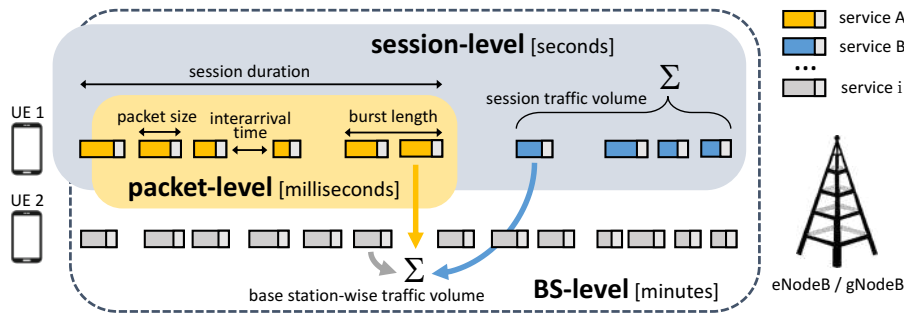 session-level [seconds]
service A
service B
...
service i
session duration
Σ
session traffic volume
UE 1
packet size
interarrival
time
burst length
packet-level [milliseconds]
UE 2
Σ
base station-wise traffic volume
BS-level [minutes]
eNodeB / gNodeB